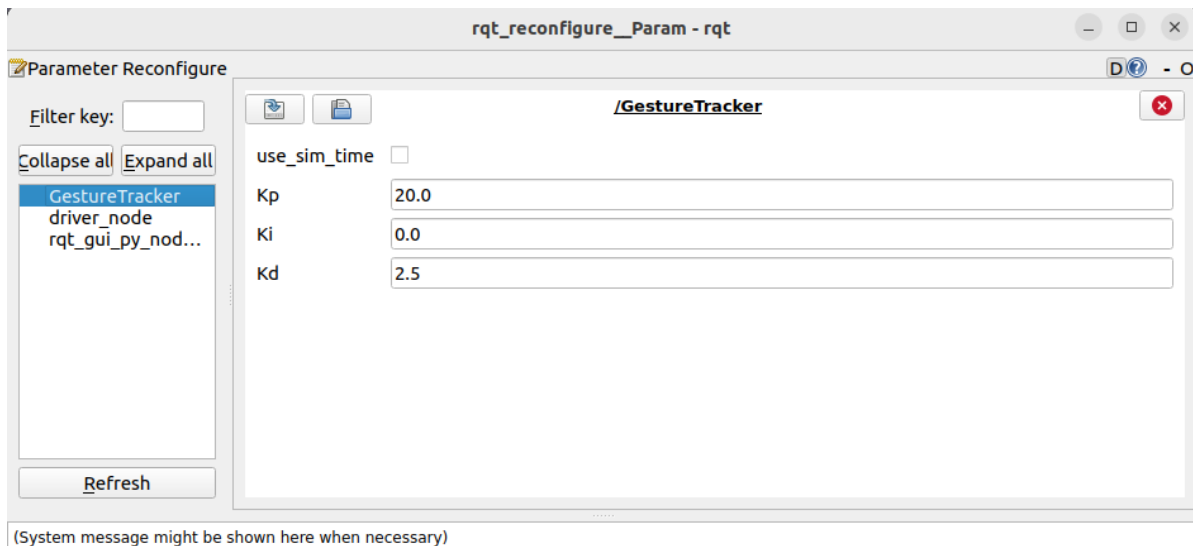 rqt_reconfigure__Param - rqt
Parameter Reconfigure
D - O
Filter key:
Collapse all Expand all
GestureTracker
driver_node
rqt_gui_py_nod...
Refresh
/GestureTracker
use_sim_time
Kp 20.0
Ki 0.0
Kd 2.5
(System message might be shown here when necessary)